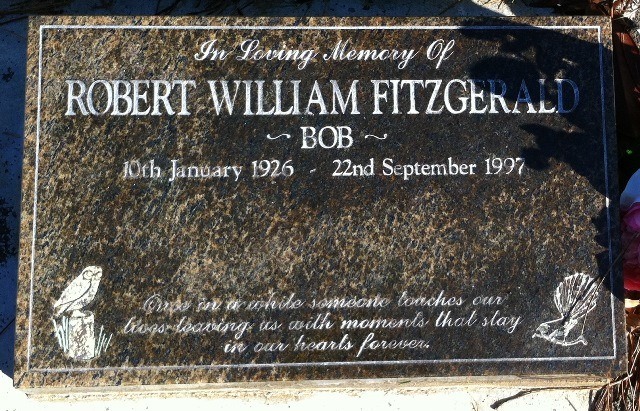 In Loving Memory Of
ROBERT WILLIAM FITZGERALD
~ BOB ~
10th January 1926 - 22nd September 1997
Once in a while someone touches our
lives leaving us with moments that stay
in our hearts forever.